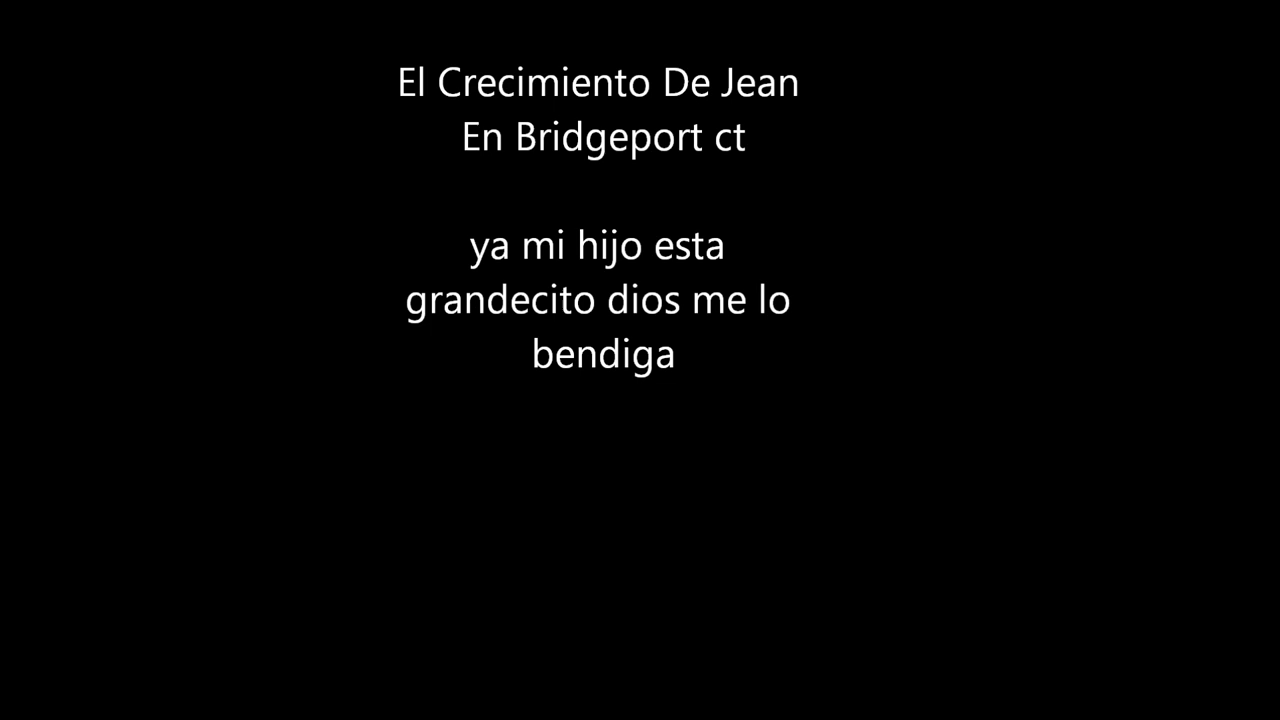 El Crecimiento De Jean
En Bridgeport ct
ya mi hijo esta
grandecito dios me lo
bendiga